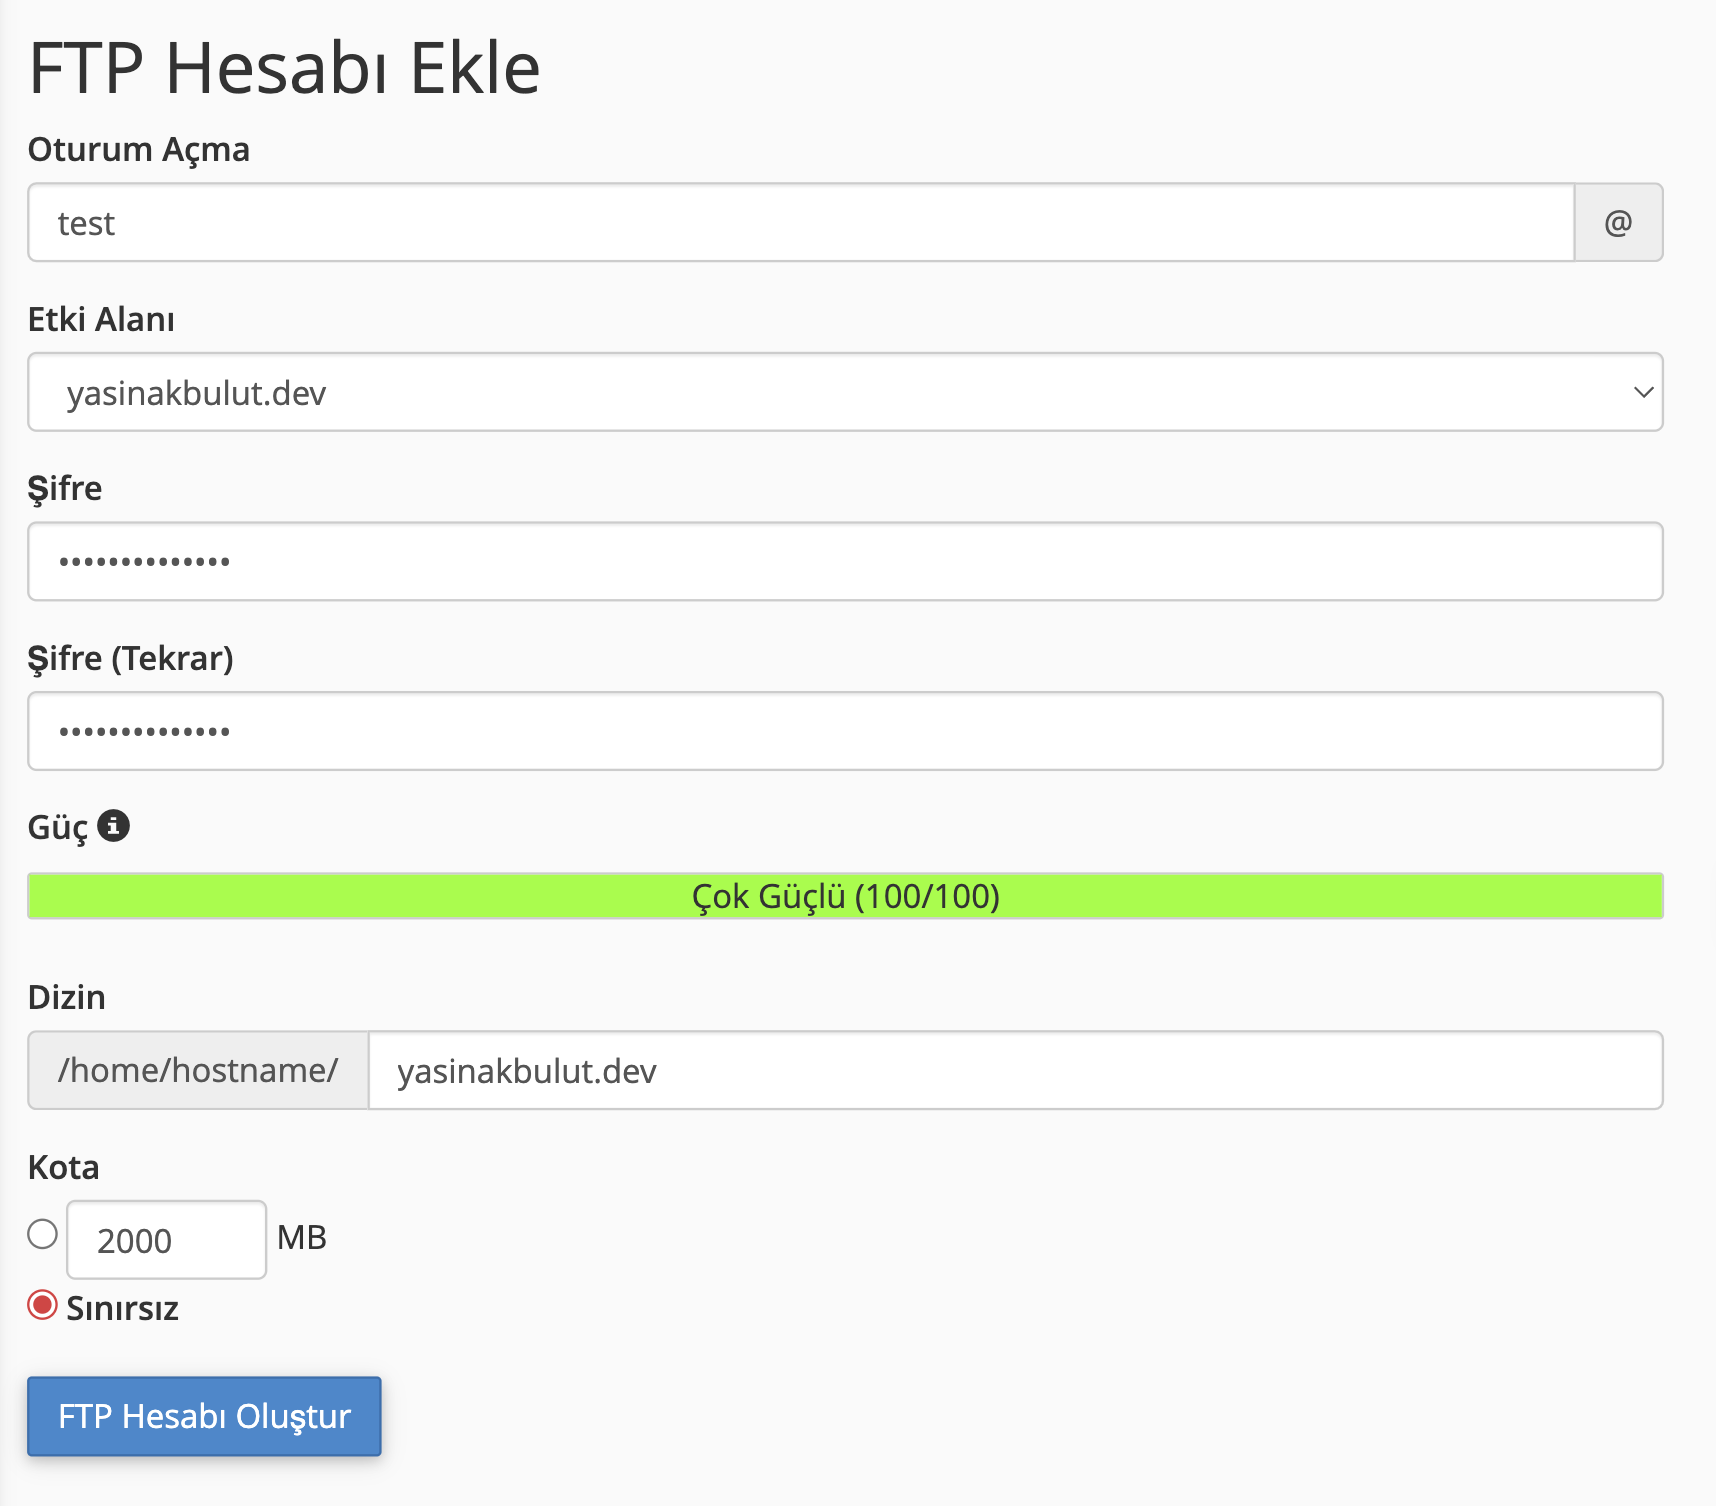 FTP Hesabı Ekle
Oturum Açma
test @
Etki Alanı
yasinakbulut.dev
Şifre
••••••••••••••
Şifre (Tekrar)
••••••••••••••
Güç
Çok Güçlü (100/100)
Dizin
/home/hostname/ yasinakbulut.dev
Kota
2000 MB
Sınırsız
FTP Hesabı Oluştur